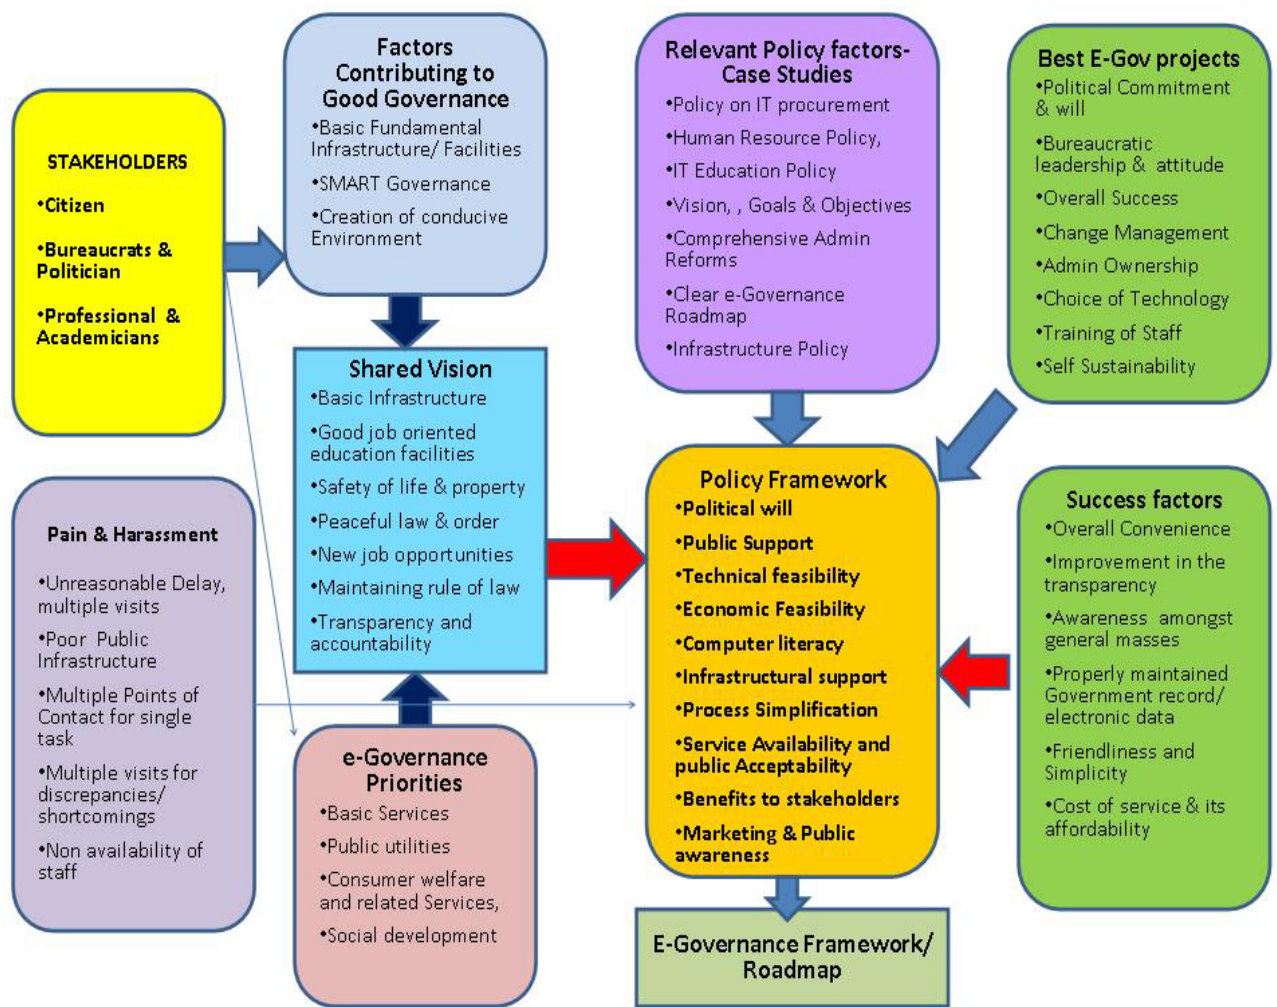 STAKEHOLDERS
•Citizen
•Bureaucrats &
Politician
•Professional &
Academicians
Factors
Contributing to
Good Governance
•Basic Fundamental
Infrastructure/ Facilities
•SMART Governance
•Creation of conducive
Environment
Relevant Policy factors-
Case Studies
•Policy on IT procurement
•Human Resource Policy,
•IT Education Policy
•Vision, , Goals & Objectives
•Comprehensive Admin
Reforms
•Clear e-Governance
Roadmap
•Infrastructure Policy
Best E-Gov projects
•Political Commitment
& will
•Bureaucratic
leadership & attitude
•Overall Success
•Change Management
•Admin Ownership
•Choice of Technology
•Training of Staff
•Self Sustainability
Shared Vision
•Basic Infrastructure
•Good job oriented
education facilities
•Safety of life & property
•Peaceful law & order
•New job opportunities
•Maintaining rule of law
•Transparency and
accountability
Pain & Harassment
•Unreasonable Delay,
multiple visits
•Poor Public
Infrastructure
•Multiple Points of
Contact for single
task
•Multiple visits for
discrepancies/
shortcomings
•Non availability of
staff
e-Governance
Priorities
•Basic Services
•Public utilities
•Consumer welfare
and related Services,
•Social development
Policy Framework
•Political will
•Public Support
•Technical feasibility
•Economic Feasibility
•Computer literacy
•Infrastructural support
•Process Simplification
•Service Availability and
public Acceptability
•Benefits to stakeholders
•Marketing & Public
awareness
Success factors
•Overall Convenience
•Improvement in the
transparency
•Awareness amongst
general masses
•Properly maintained
Government record/
electronic data
•Friendliness and
Simplicity
•Cost of service & its
affordability
E-Governance Framework/
Roadmap